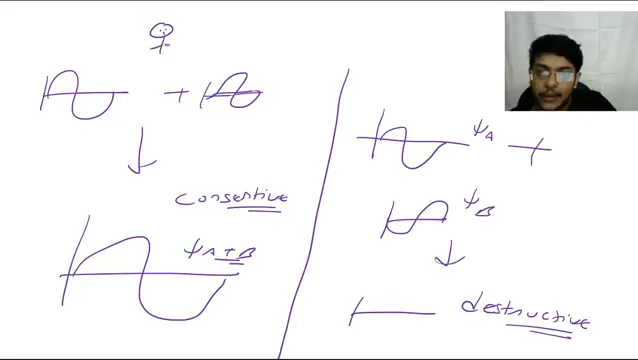 +
consertive
ψA+B
ψA +
ψB
destructive